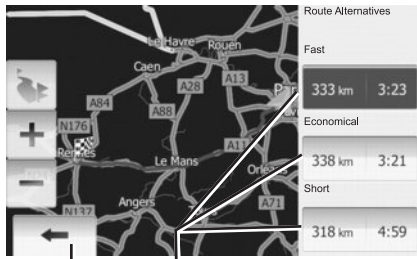 Route Alternatives
Fast
333 km 3:23
Economical
338 km 3:21
Short
318 km 4:59
Le Havre
Rouen
Caen
A13
A28
A84
A88
N176
Rennes
A11
Le Mans
Orléans
Angers
N137
A71